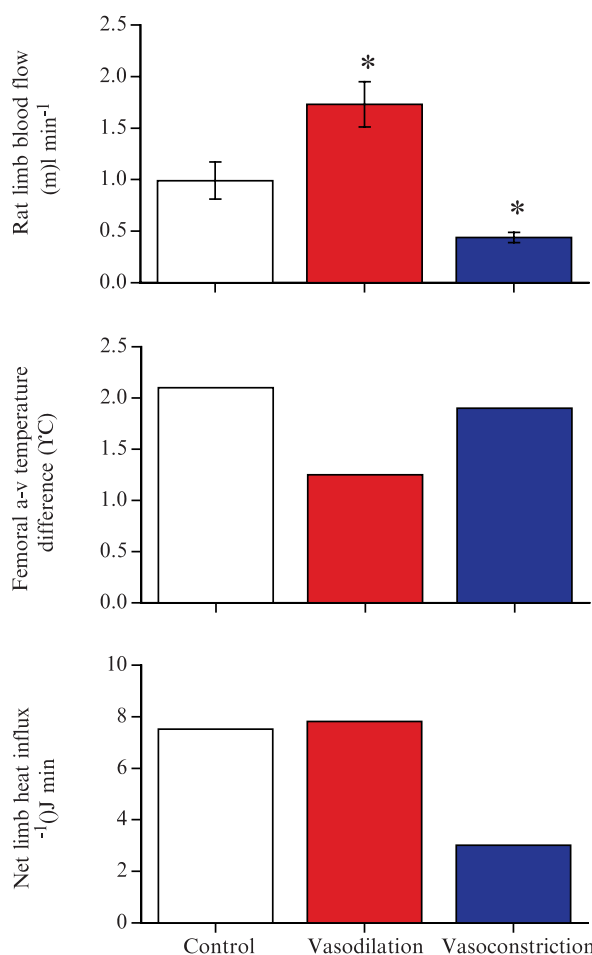 Rat limb blood flow
(m)l min-1
2.5
2.0
1.5
1.0
0.5
0.0
*
*
Femoral a-v temperature
difference (ϒC)
2.5
2.0
1.5
1.0
0.5
0.0
Net limb heat influx
-1()J min
10
8
6
4
2
0
Control Vasodilation Vasoconstriction